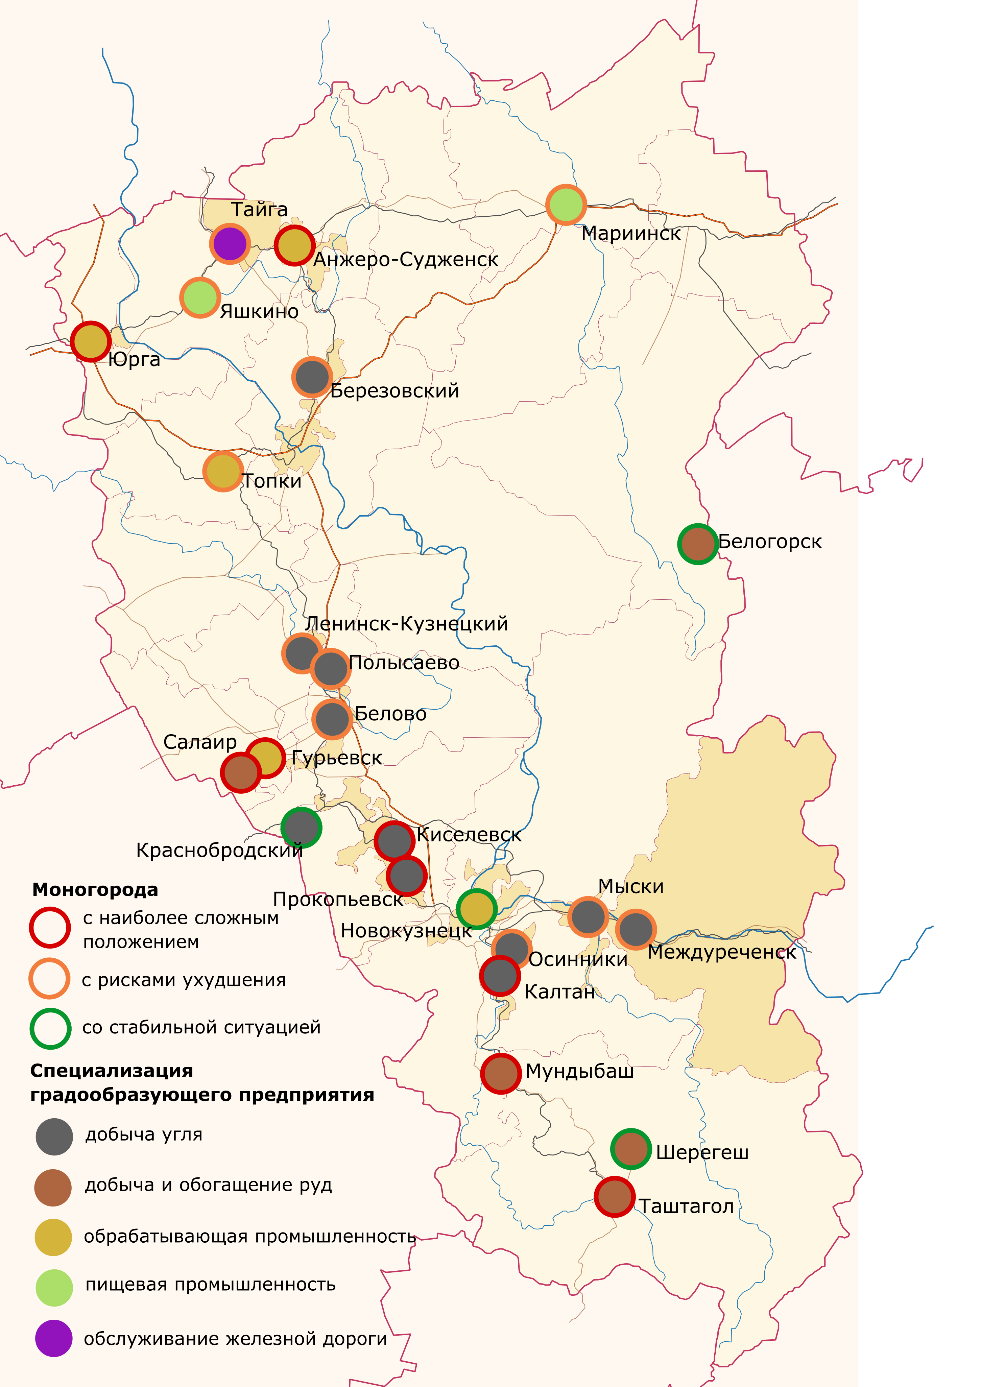 Тайга
Мариинск
Анжеро-Судженск
Яшкино
Юрга
Березовский
Топки
Белогорск
Ленинск-Кузнецкий
Полысаево
Белово
Салаир
Гурьевск
Киселевск
Краснобродский
Мыски
Прокопьевск
Новокузнецк
Междуреченск
Осинники
Калтан
Мундыбаш
Шерегеш
Таштагол
Моногорода
с наиболее сложным
положением
с рисками ухудшения
со стабильной ситуацией
Специализация
градообразующего предприятия
добыча угля
добыча и обогащение руд
обрабатывающая промышленность
пищевая промышленность
обслуживание железной дороги